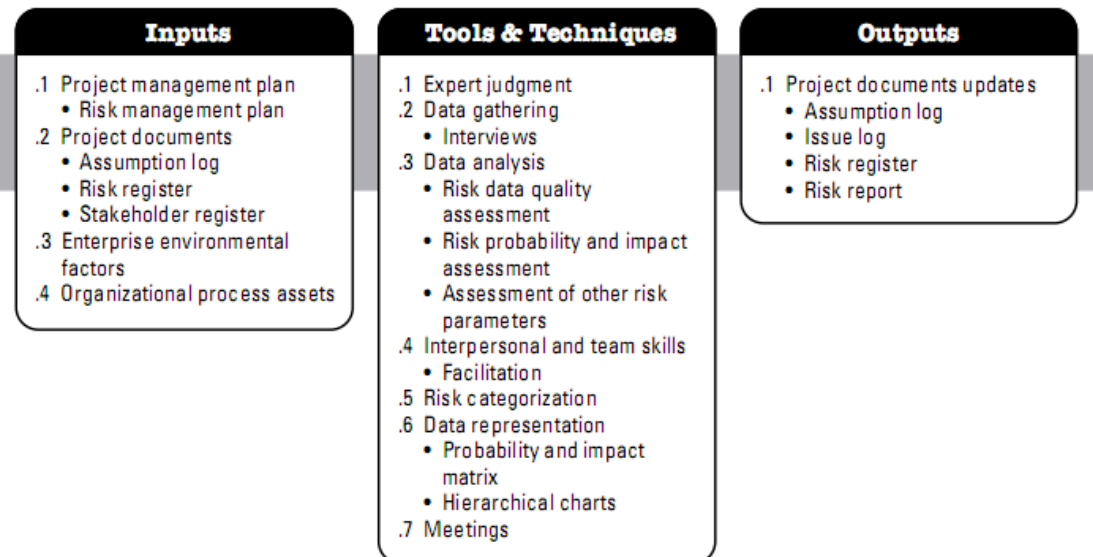 Inputs
.1 Project management plan
• Risk management plan
.2 Project documents
• Assumption log
• Risk register
• Stakeholder register
.3 Enterprise environmental
factors
.4 Organizational process assets
Tools & Techniques
.1 Expert judgment
.2 Data gathering
• Interviews
.3 Data analysis
• Risk data quality
assessment
• Risk probability and impact
assessment
• Assessment of other risk
parameters
.4 Interpersonal and team skills
• Facilitation
.5 Risk categorization
.6 Data representation
• Probability and impact
matrix
• Hierarchical charts
.7 Meetings
Outputs
.1 Project documents updates
• Assumption log
• Issue log
• Risk register
• Risk report